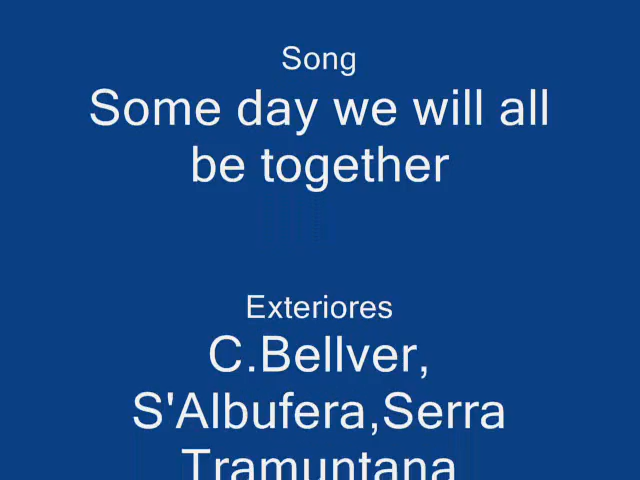 Song
Some day we will all
be together
Exteriores
C.Bellver,
S'Albufera,Serra
Tramuntana